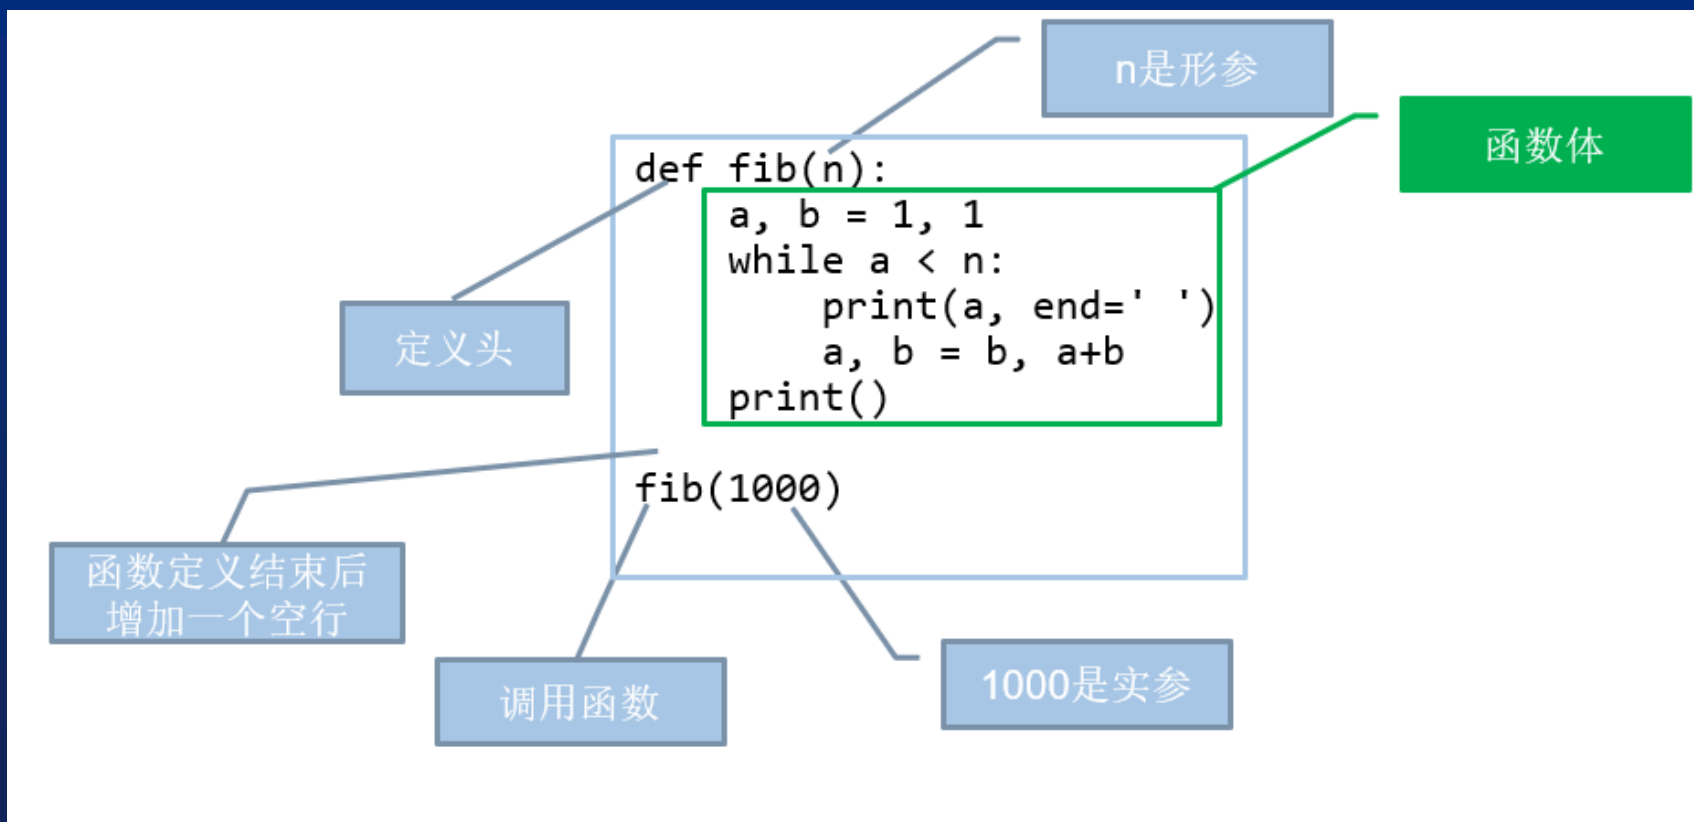 n是形参
函数体
def fib(n):
    a, b = 1, 1
    while a < n:
        print(a, end=' ')
        a, b = b, a+b
    print()
定义头
fib(1000)
函数定义结束后
增加一个空行
调用函数
1000是实参